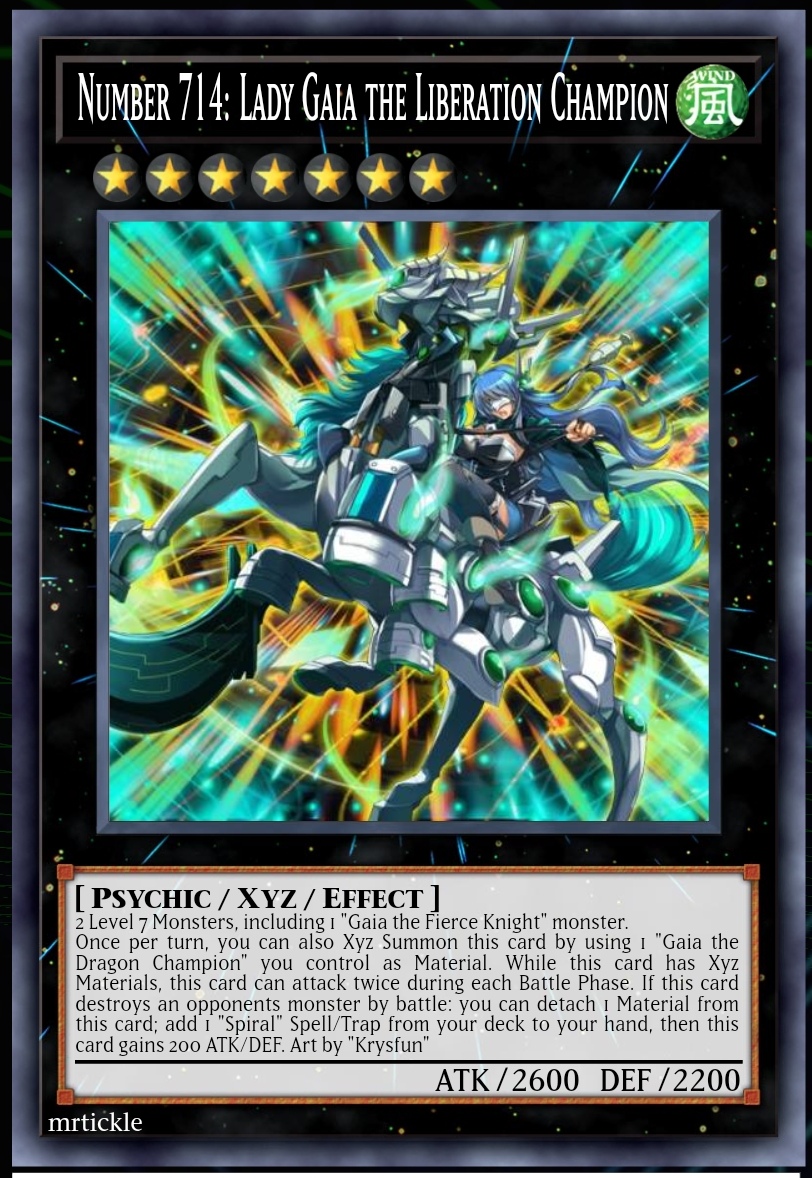 Number 714: Lady Gaia the Liberation Champion
WIND
風
[ Psychic / Xyz / Effect ]
2 Level 7 Monsters, including 1 "Gaia the Fierce Knight" monster.
Once per turn, you can also Xyz Summon this card by using 1 "Gaia the
Dragon Champion" you control as Material. While this card has Xyz
Materials, this card can attack twice during each Battle Phase. If this card
destroys an opponents monster by battle: you can detach 1 Material from
this card; add 1 "Spiral" Spell/Trap from your deck to your hand, then this
card gains 200 ATK/DEF. Art by "Krysfun"
ATK / 2600 DEF / 2200
mrtickle